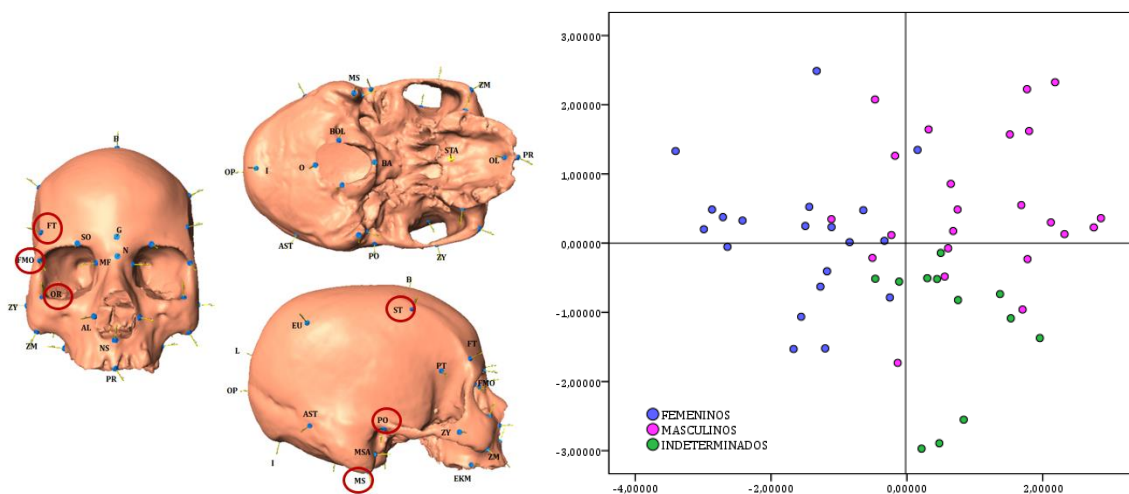 B
FT
SO
G
N
FMO
MF
OR
ZY
AL
ZM
NS
PR
MS
ZM
BOL
STA
O
BA
OL
PR
OP
I
AST
PO
ZY
B
ST
EU
FT
L
PT
FMO
OP
PO
AST
ZY
MSA
ZM
I
MS
EKM
3,00000
2,00000
1,00000
0,00000
-1,00000
-2,00000
-3,00000
FEMENINOS
MASCULINOS
INDETERMINADOS
-4,00000 -2,00000 0,00000 2,00000